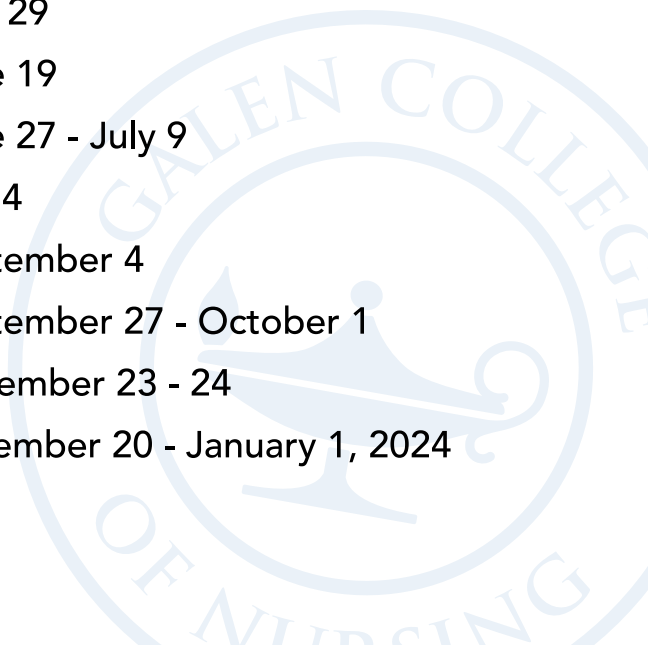 29
e 19
e 27 - July 9
4
tember 4
tember 27 - October 1
ember 23 - 24
ember 20 - January 1, 2024
GALEN COLLEGE
OF NURSING